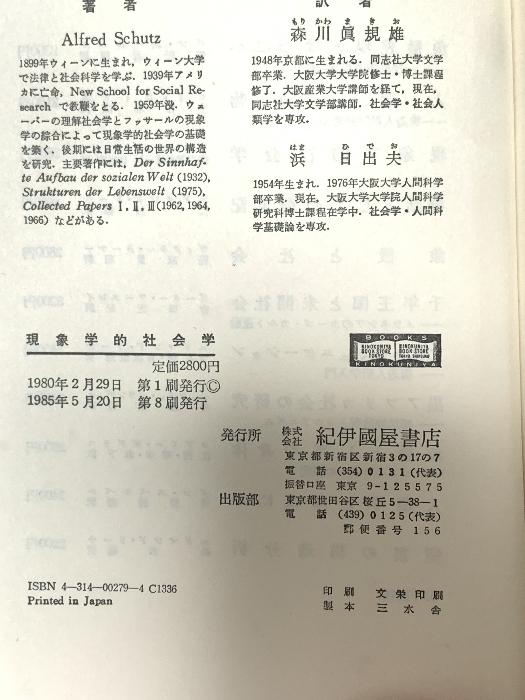 著者
Alfred Schutz
1899年ウィーンに生まれ，ウィーン大学
で法律と社会科学を学ぶ．1939年アメリ
カに亡命，New School for Social Re-
search で教鞭をとる．1959年歿．ウェ
ーバーの理解社会学とフッサールの現象
学の綜合によって現象学的社会学の基礎
を築く．後期には日常生活の世界の構造
を研究．主要著作には，Der Sinnhaf-
te Aufbau der sozialen Welt (1932),
Strukturen der Lebenswelt (1975),
Collected Papers I．II．III(1962, 1964,
1966) などがある．
訳者
もり かわ ま き お
森川眞規雄
1948年京都に生まれる．同志社大学文学
部卒業．大阪大学大学院修士・博士課程
修了．大阪産業大学講師を経て，現在，
同志社大学文学部講師．社会学・社会人
類学を専攻．
はま ひ で お
浜日出夫
1954年生まれ．1976年大阪大学人間科学
部卒業．現在，大阪大学大学院人間科学
研究科博士課程在学中．社会学・人間科
学基礎論を専攻．
現象学的社会学
定価2800円
1980年2月29日 第1刷発行©
1985年5月20日 第8刷発行
BOOKS
KINOKUNIYA BOOK STORE TOKYO
KINOKUNIYA BOOK STORE
KINOKUNIYA
発行所 株式会社 紀伊國屋書店
東京都新宿区新宿3の17の7
電話 (354) 0131 (代表)
振替口座 東京 9-125575
出版部 東京都世田谷区桜丘5-38-1
電話 (439) 0125 (代表)
郵便番号 156
ISBN 4-314-00279-4 C1336
Printed in Japan
印刷 文栄印刷
製本 三水舎